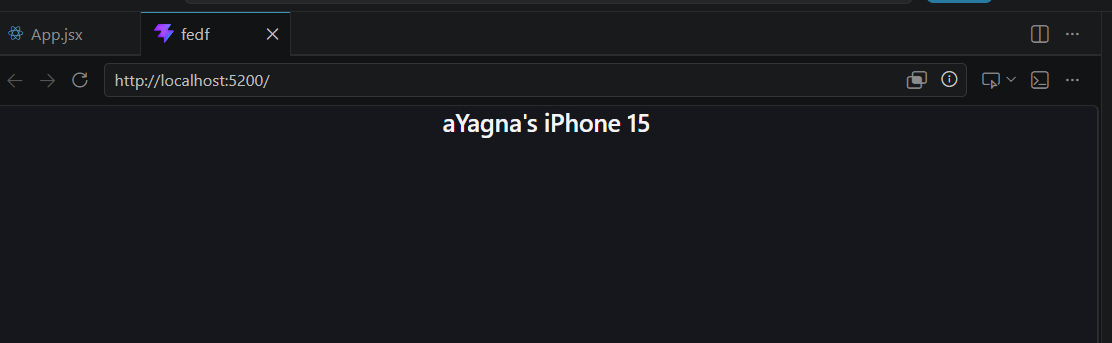 App.jsx
fedf
http://localhost:5200/
aYagna's iPhone 15